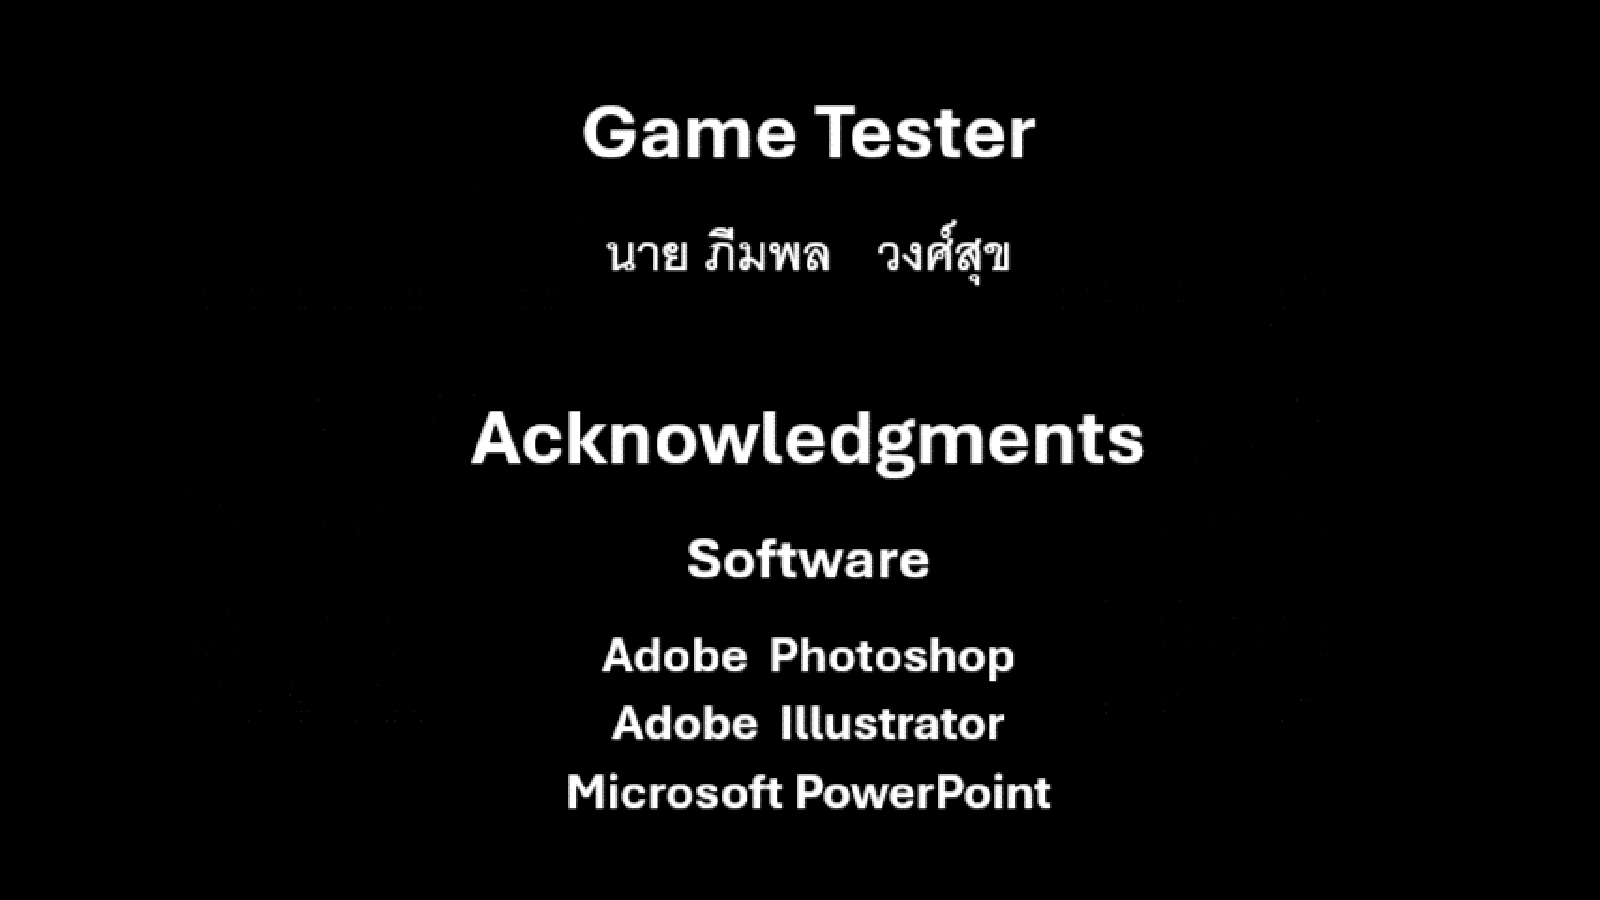 Game Tester
นาย ภีมพล วงศ์สุข
Acknowledgments
Software
Adobe Photoshop
Adobe Illustrator
Microsoft PowerPoint